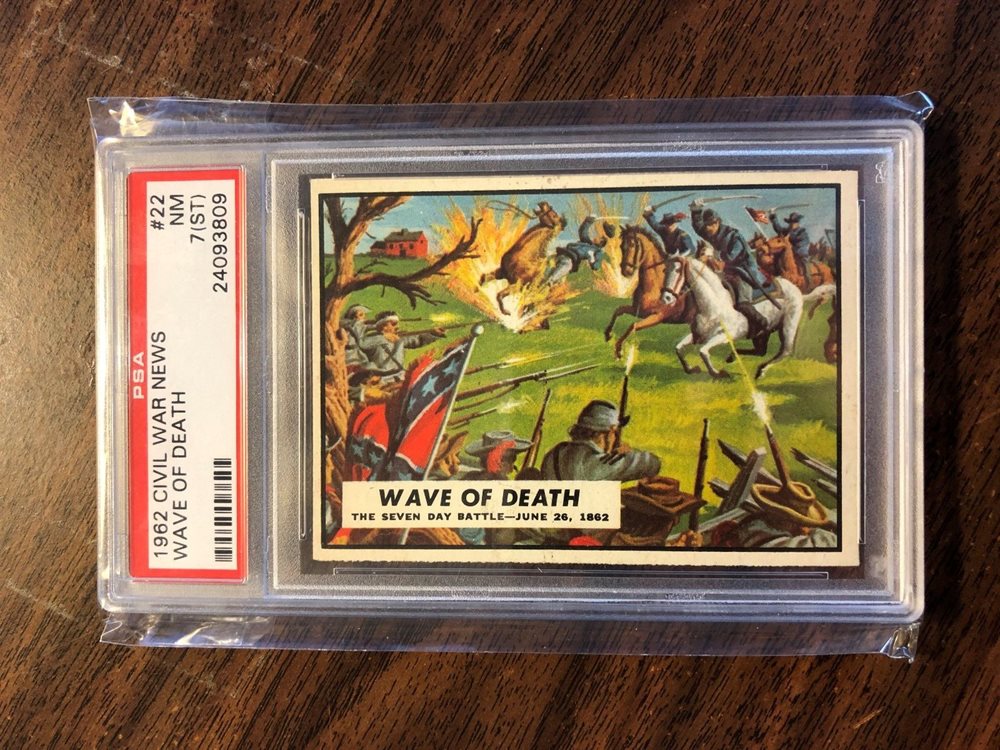 1962 CIVIL WAR NEWS
WAVE OF DEATH
#22
NM
7(ST)
24093809
PSA
WAVE OF DEATH
THE SEVEN DAY BATTLE—JUNE 26, 1862